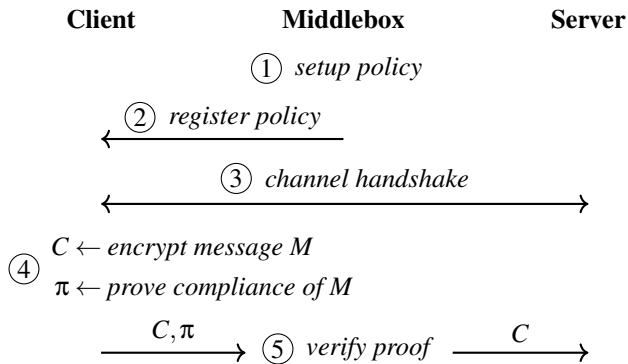 Client Middlebox Server
① setup policy
② register policy
③ channel handshake
④ C ← encrypt message M
π ← prove compliance of M
C, π ⑤ verify proof C